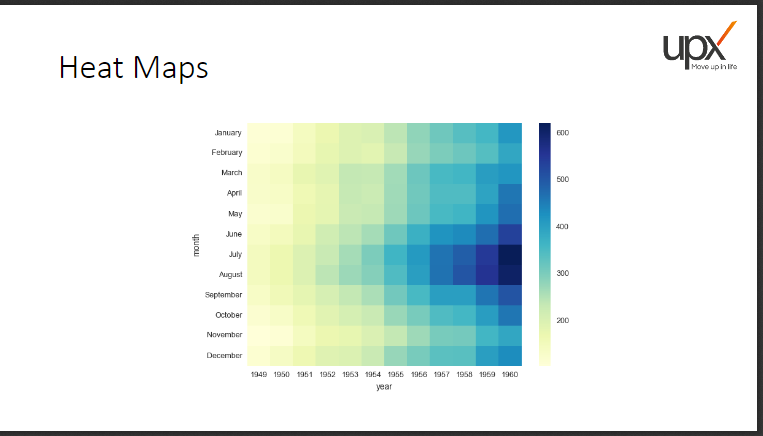 upx
Move up in life
Heat Maps
month
January
February
March
April
May
June
July
August
September
October
November
December
1949 1950 1951 1952 1953 1954 1955 1956 1957 1958 1959 1960
year
600
500
400
300
200